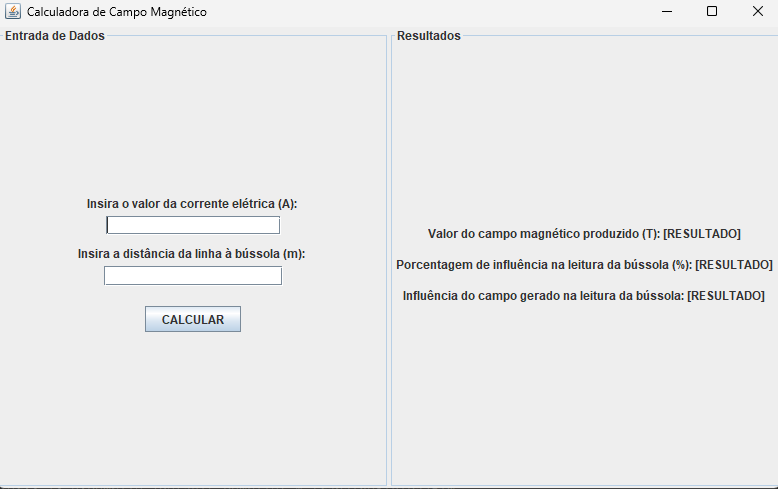 Calculadora de Campo Magnético
Entrada de Dados
Insira o valor da corrente elétrica (A):
Insira a distância da linha à bússola (m):
CALCULAR
Resultados
Valor do campo magnético produzido (T): [RESULTADO]
Porcentagem de influência na leitura da bússola (%): [RESULTADO]
Influência do campo gerado na leitura da bússola: [RESULTADO]